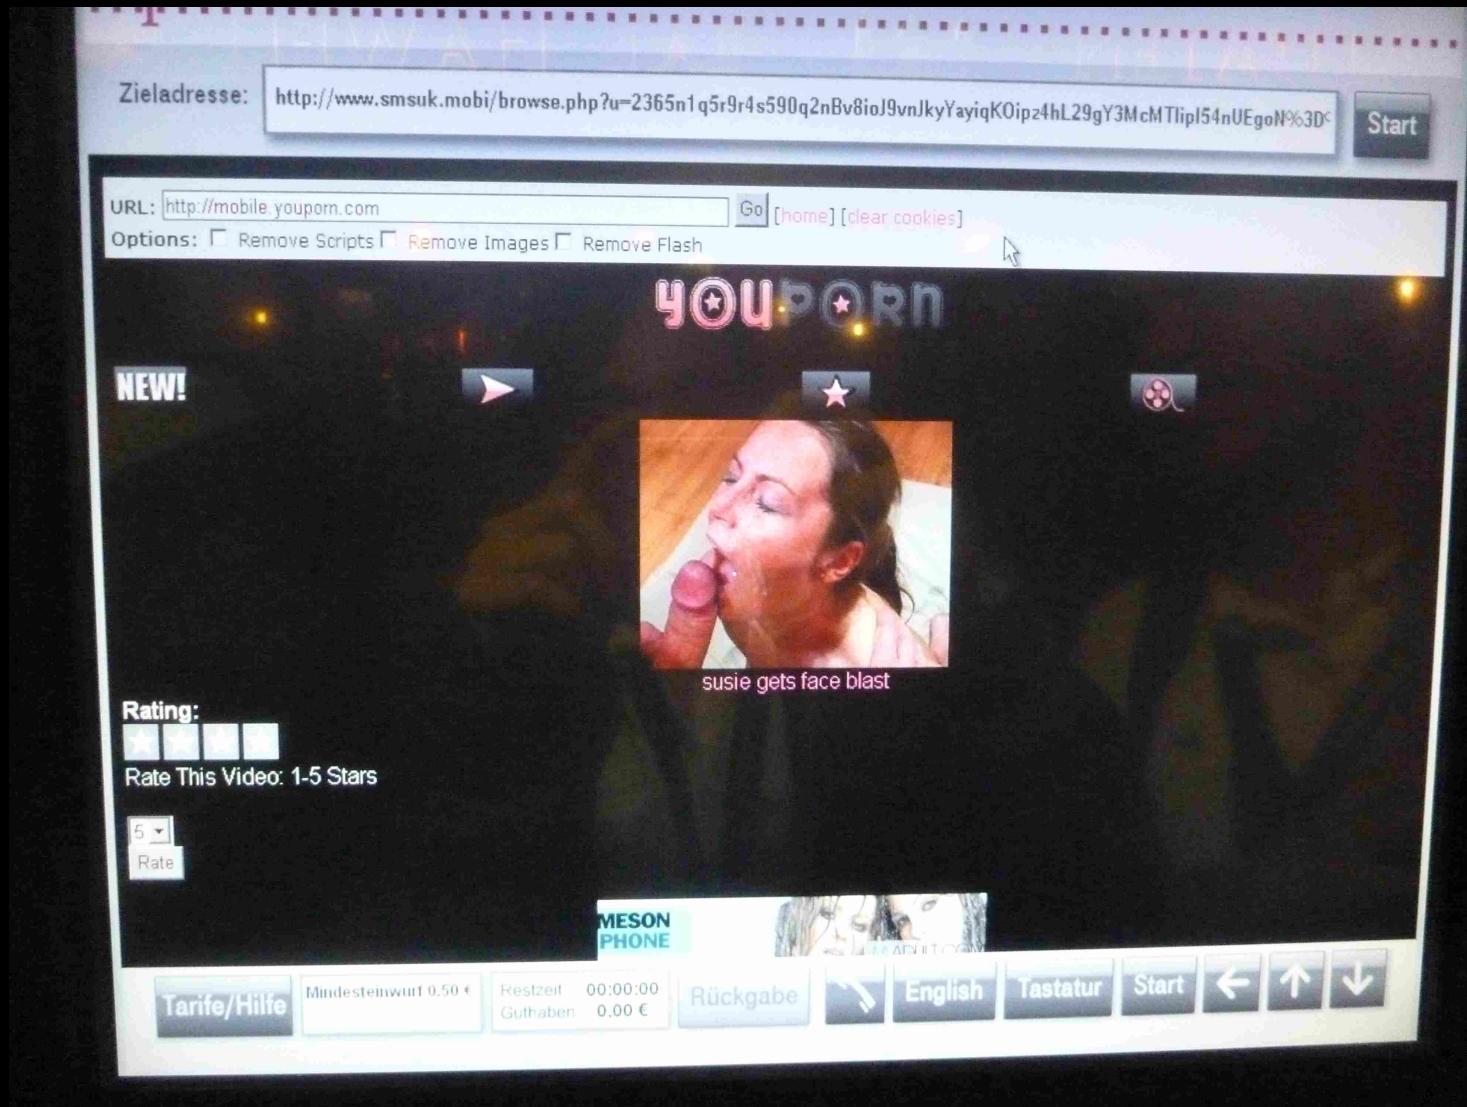 T
Zieladresse:
http://www.smsuk.mobi/browse.php?u=2365n1q5r9r4s590q2nBv8ioJ9vnJkyYayiqKOipz4hL29gY3McMTlipl54nUEgoN%3D
Start
URL: http://mobile.youporn.com Go [home] [clear cookies]
Options: Remove Scripts Remove Images Remove Flash
YOUPORN
NEW!
susie gets face blast
Rating:
Rate This Video: 1-5 Stars
5
Rate
MESON
PHONE
Tarife/Hilfe
Mindesteinwurf 0.50 €
Restzeit 00:00:00
Guthaben 0.00 €
Rückgabe
English
Tastatur
Start